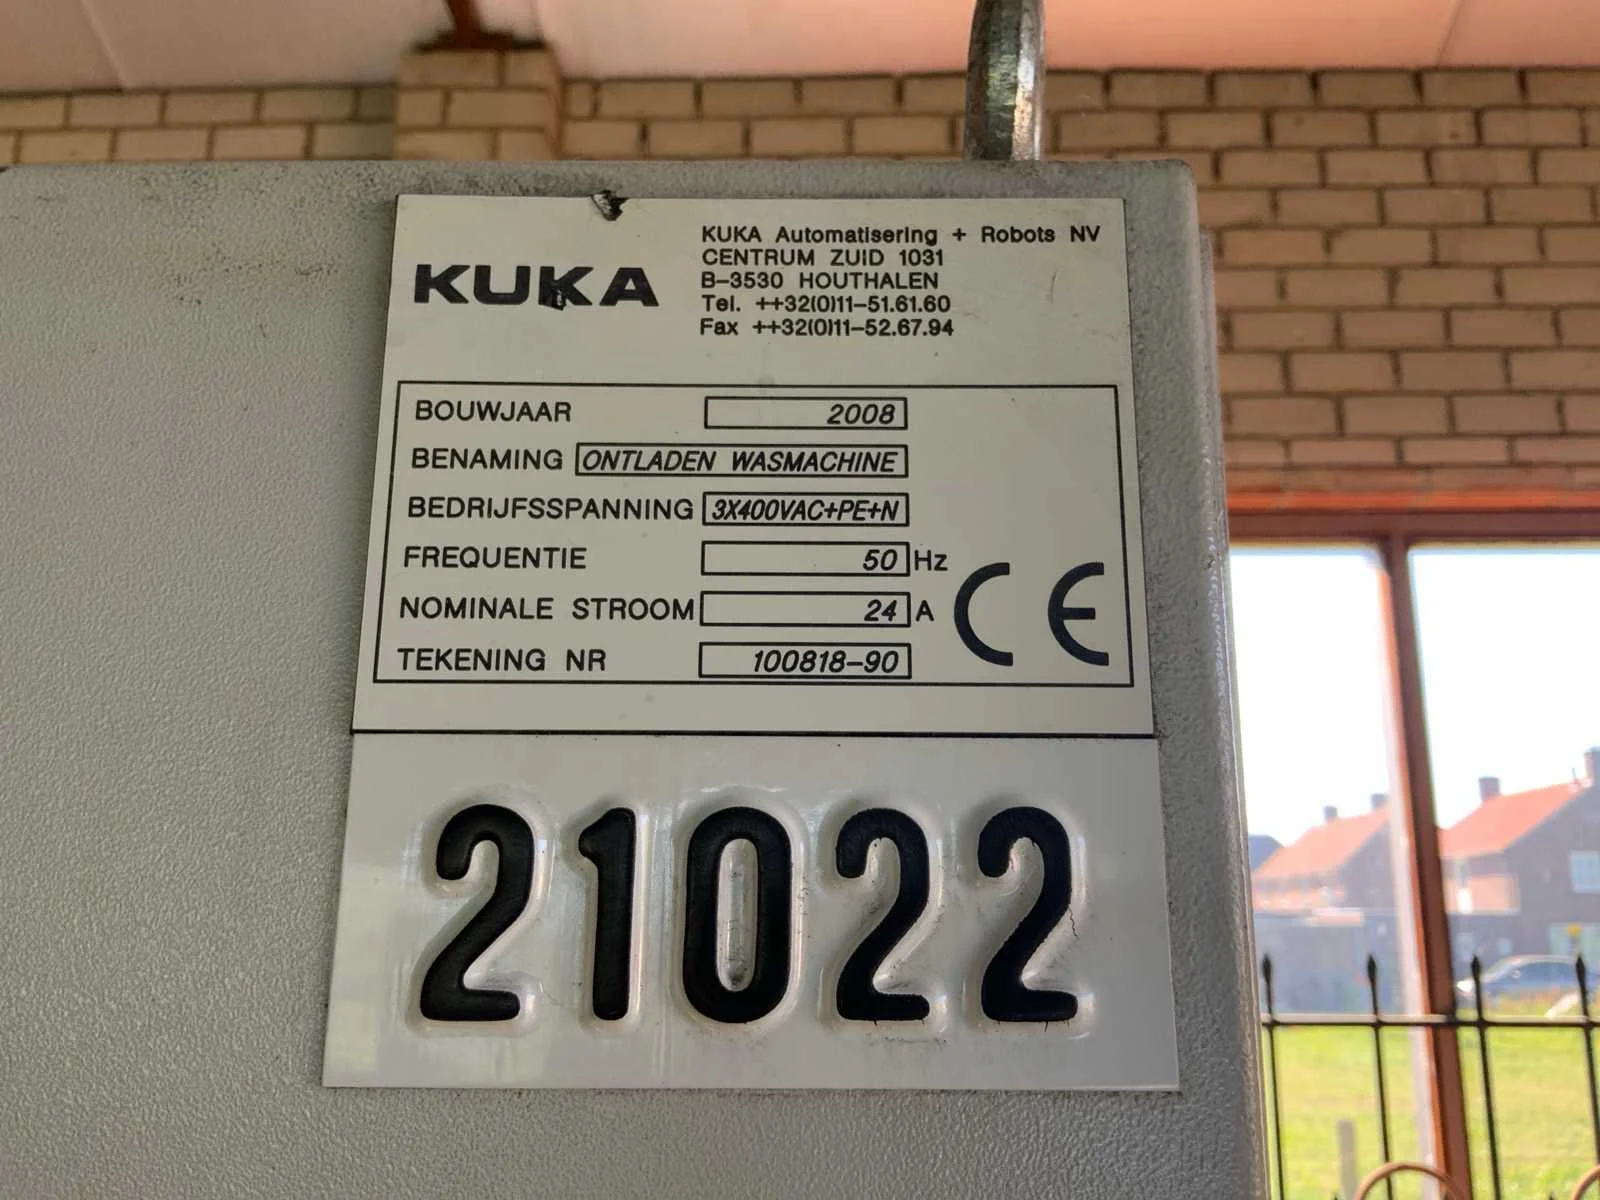 KUKA
KUKA Automatisering + Robots NV
CENTRUM ZUID 1031
B-3530 HOUTHALEN
Tel. ++32(0)11-51.61.60
Fax ++32(0)11-52.67.94
BOUWJAAR 2008
BENAMING ONTLADEN WASMACHINE
BEDRIJFSSPANNING 3X400VAC+PE+N
FREQUENTIE 50 Hz
NOMINALE STROOM 24 A
TEKENING NR 100818-90
CE
21022